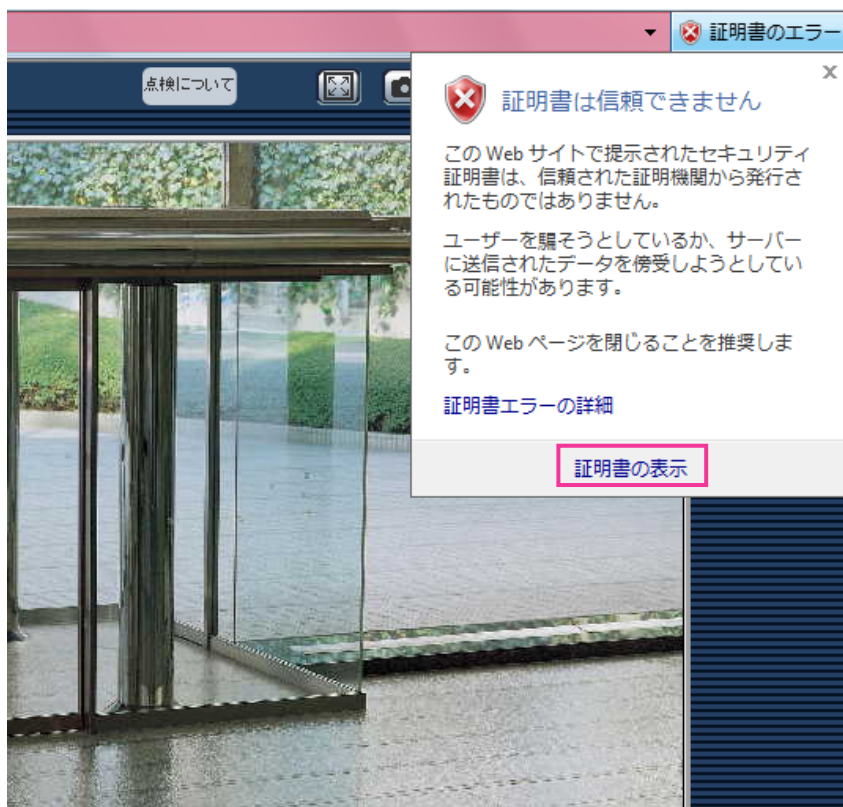 証明書のエラー
点検について
証明書は信頼できません
この Web サイトで提示されたセキュリティ
証明書は、信頼された証明機関から発行さ
れたものではありません。
ユーザーを騙そうとしているか、サーバー
に送信されたデータを傍受しようとしてい
る可能性があります。
この Web ページを閉じることを推奨しま
す。
証明書エラーの詳細
証明書の表示